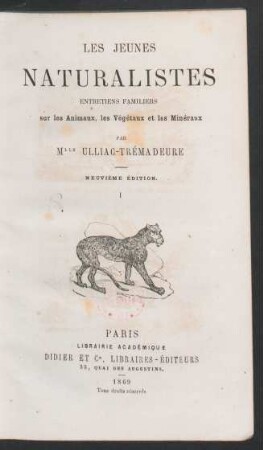 LES JEUNES
NATURALISTES
ENTRETIENS FAMILIERS
sur les Animaux, les Végétaux et les Minéraux
PAR
Mlle ULLIAC-TRÉMADEURE
NEUVIÈME ÉDITION.
I
PARIS
LIBRAIRIE ACADÉMIQUE
DIDIER ET Ce, LIBRAIRES-ÉDITEURS
35, QUAI DES AUGUSTINS.
1869
Tous droits réservés